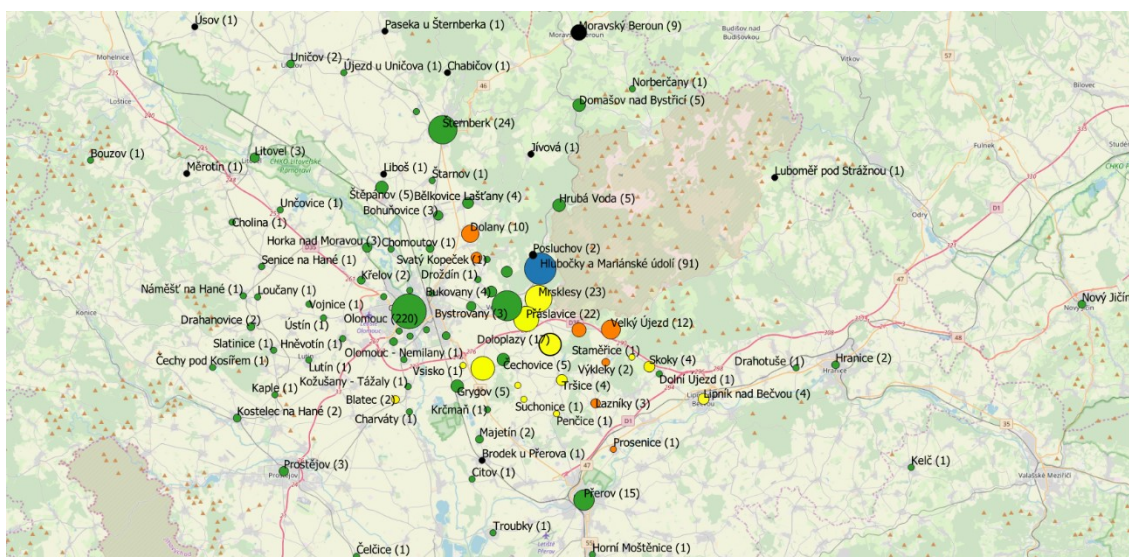 Úsov (1)
Paseka u Šternberka (1)
Moravský Beroun (9)
Uničov (2)
Újezd u Uničova (1)
Chabičov (1)
Norberčany (1)
Domašov nad Bystřicí (5)
Šternberk (24)
Bouzov (1)
Litovel (3)
Měrotín (1)
Liboš (1)
Štarnov (1)
Jívová (1)
Luboměř pod Strážnou (1)
Štěpánov (5)
Bělkovice Lašťany (4)
Hrubá Voda (5)
Unčovice (1)
Bohuňovice (3)
Cholina (1)
Dolany (10)
Horka nad Moravou (3)
Chomoutov (1)
Posluchov (2)
Senice na Hané (1)
Svatý Kopeček (1)
Hlubočky a Mariánské údolí (91)
Křelov (2)
Droždín (1)
Náměšť na Hané (1)
Loučany (1)
Bukovany (4)
Mrsklesy (23)
Vojnice (1)
Nový Jičín
Drahanovice (2)
Ústín (1)
Olomouc (220)
Bystrovany (3)
Přáslavice (22)
Velký Újezd (12)
Slatinice (1)
Hněvotín (1)
Doloplazy (17)
Olomouc - Nemilany (1)
Staměřice (1)
Čechy pod Kosířem (1)
Lutín (1)
Vsisko (1)
Čechovice (5)
Výkleky (2)
Skoky (4)
Drahotuše (1)
Hranice (2)
Kožušany - Tážaly (1)
Dolní Újezd (1)
Kaple (1)
Blatec (2)
Grygov (5)
Tršice (4)
Suchonice (1)
Lazníky (3)
Lipník nad Bečvou (4)
Kostelec na Hané (2)
Charváty (1)
Krčmaň (1)
Penčice (1)
Majetín (2)
Prosenice (1)
Prostějov (3)
Brodek u Přerova (1)
Citov (1)
Kelč (1)
Přerov (15)
Troubky (1)
Čelčice (1)
Horní Moštěnice (1)